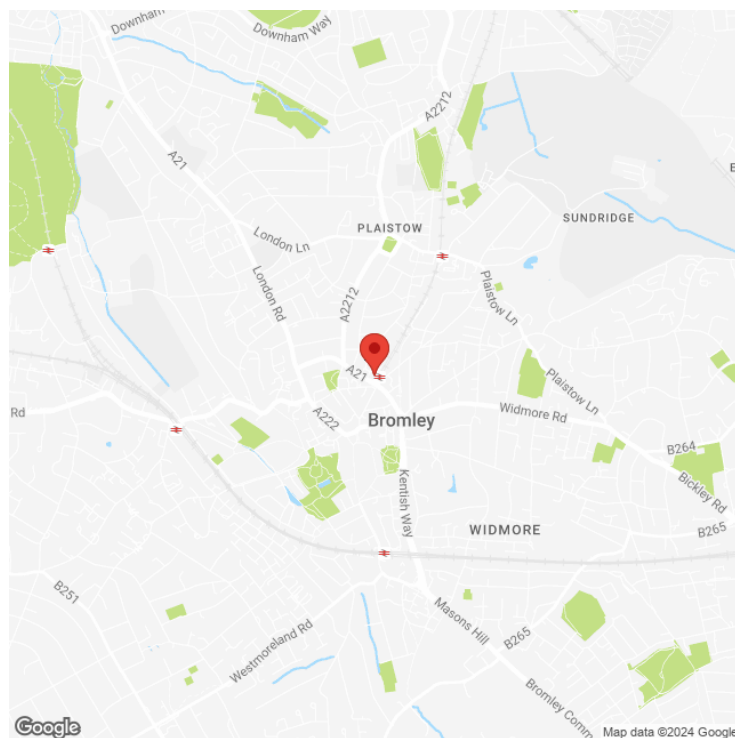 Downham
Downham Way
A2212
A21
PLAISTOW
SUNDRIDGE
E
London Ln
London Rd
A2212
Plaistow Ln
A21
Plaistow Ln
Rd
A222
Widmore Rd
Bromley
B264
Bickley Rd
Kentish Way
WIDMORE
B265
B251
Masons Hill
Westmoreland Rd
B265
Bromley Comm
Google
Map data ©2024 Google